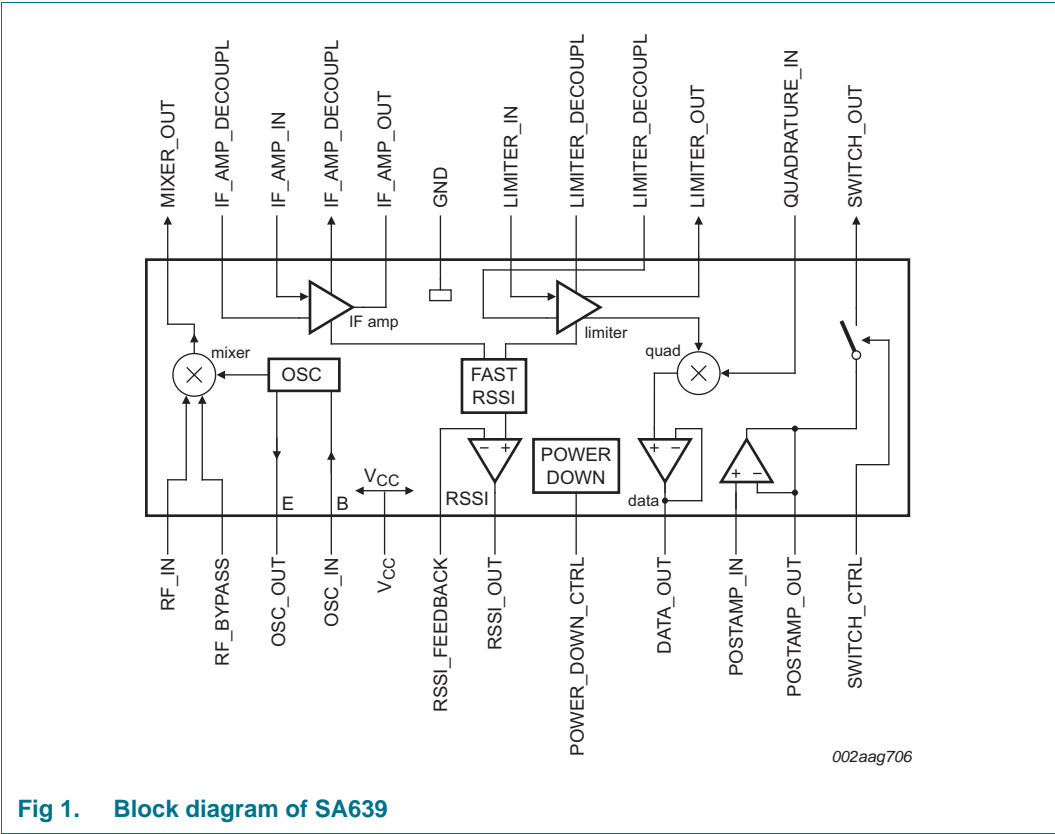 MIXER_OUT
IF_AMP_DECOUPL
IF_AMP_IN
IF_AMP_DECOUPL
IF_AMP_OUT
GND
LIMITER_IN
LIMITER_DECOUPL
LIMITER_DECOUPL
LIMITER_OUT
QUADRATURE_IN
SWITCH_OUT
IF amp
limiter
mixer
quad
OSC
FAST
RSSI
− +
+ −
+ −
POWER
DOWN
VCC
RSSI
data
E
B
RF_IN
RF_BYPASS
OSC_OUT
OSC_IN
VCC
RSSI_FEEDBACK
RSSI_OUT
POWER_DOWN_CTRL
DATA_OUT
POSTAMP_IN
POSTAMP_OUT
SWITCH_CTRL
002aag706
Fig 1. Block diagram of SA639